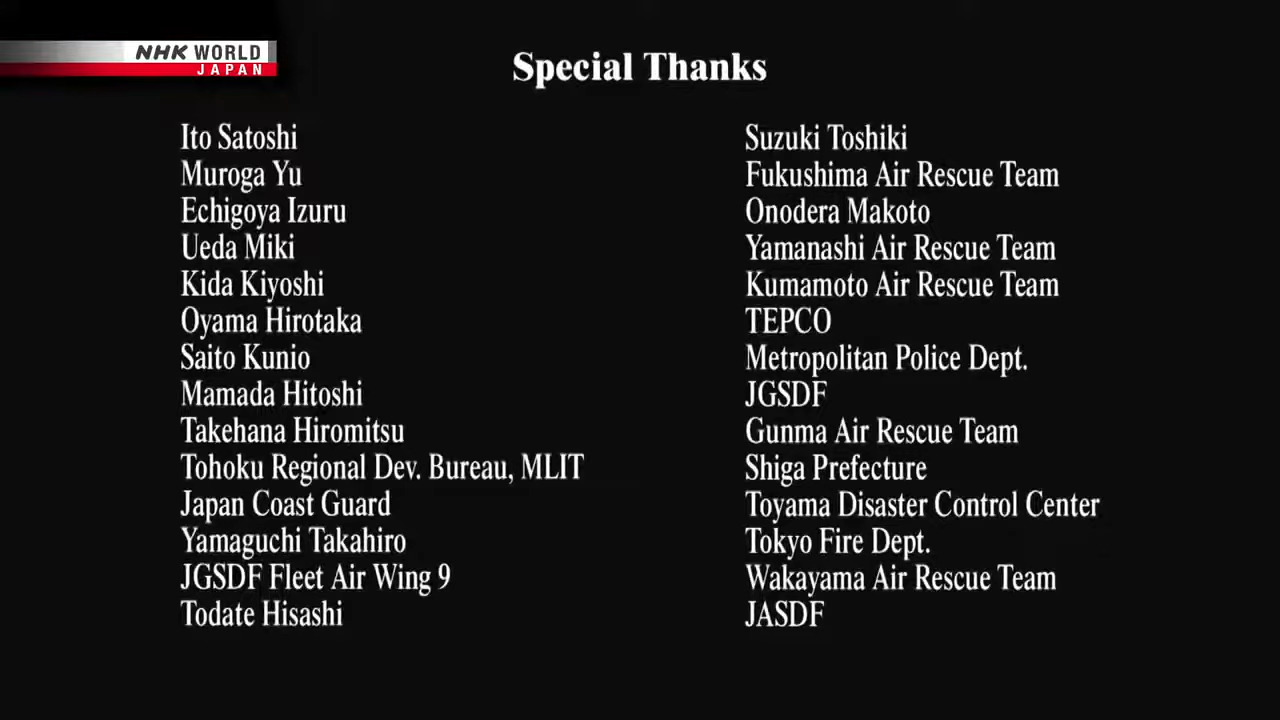 NHK WORLD
JAPAN
Special Thanks
Ito Satoshi
Muroga Yu
Echigoya Izuru
Ueda Miki
Kida Kiyoshi
Oyama Hirotaka
Saito Kunio
Mamada Hitoshi
Takehana Hiromitsu
Tohoku Regional Dev. Bureau, MLIT
Japan Coast Guard
Yamaguchi Takahiro
JGSDF Fleet Air Wing 9
Todate Hisashi
Suzuki Toshiki
Fukushima Air Rescue Team
Onodera Makoto
Yamanashi Air Rescue Team
Kumamoto Air Rescue Team
TEPCO
Metropolitan Police Dept.
JGSDF
Gunma Air Rescue Team
Shiga Prefecture
Toyama Disaster Control Center
Tokyo Fire Dept.
Wakayama Air Rescue Team
JASDF